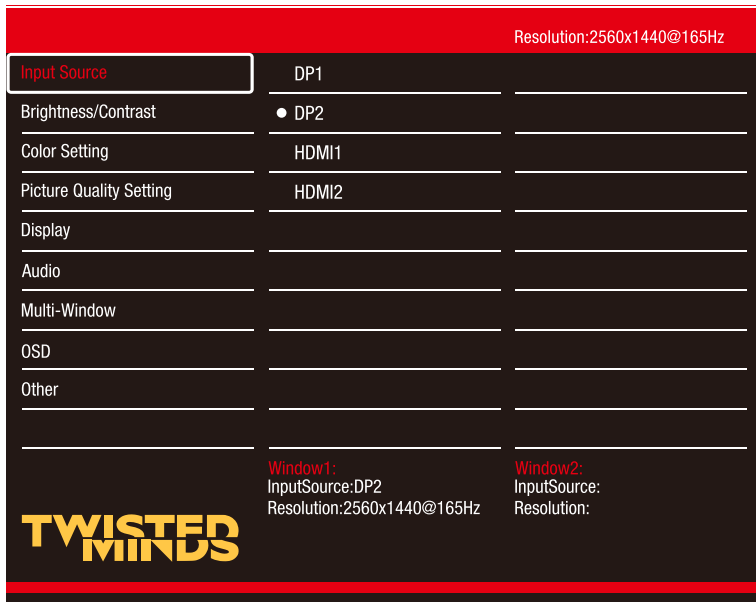 Resolution:2560x1440@165Hz
Input Source
DP1
Brightness/Contrast
DP2
Color Setting
HDMI1
Picture Quality Setting
HDMI2
Display
Audio
Multi-Window
OSD
Other
Window1:
InputSource:DP2
Resolution:2560x1440@165Hz
Window2:
InputSource:
Resolution:
TWISTED
MINDS